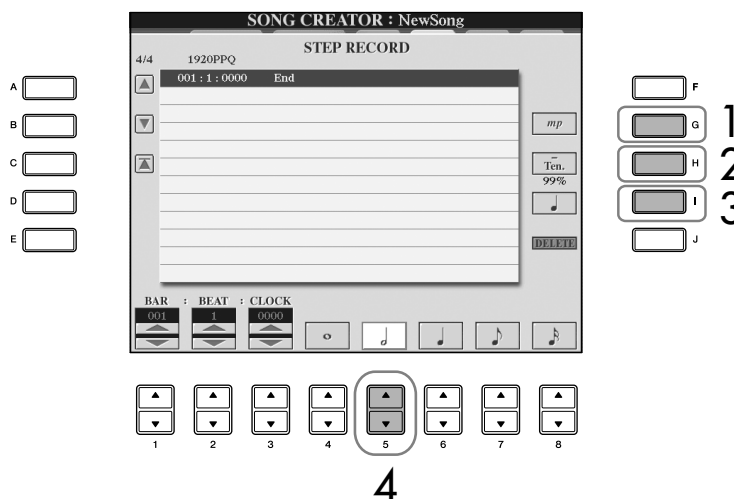 SONG CREATOR : NewSong
STEP RECORD
4/4 1920PPQ
001 : 1 : 0000 End
A
B
C
D
E
F
G 1
H 2
I 3
J
mp
Ten.
99%
DELETE
BAR : BEAT : CLOCK
001 1 0000
1 2 3 4 5 6 7 8
4